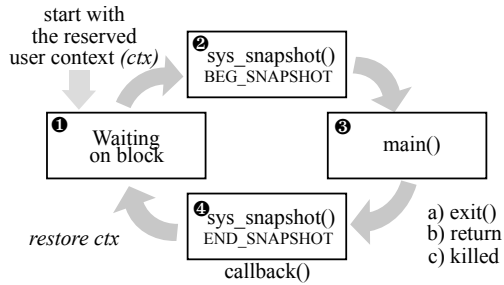 start with
the reserved
user context (ctx)
❷
sys_snapshot()
BEG_SNAPSHOT
❶
Waiting
on block
❸
main()
❹
sys_snapshot()
END_SNAPSHOT
callback()
restore ctx
a) exit()
b) return
c) killed